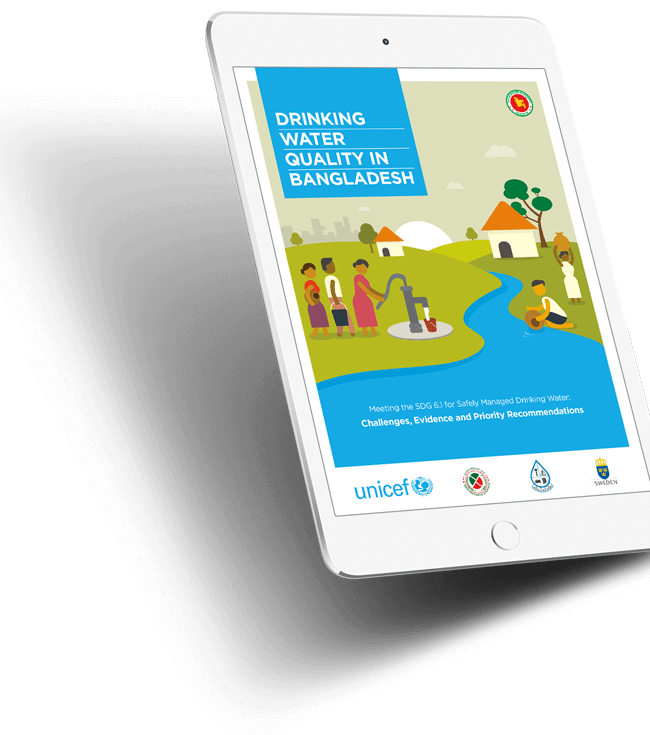 DRINKING
WATER
QUALITY IN
BANGLADESH
Meeting the SDG 6.1 for Safely Managed Drinking Water:
Challenges, Evidence and Priority Recommendations
unicef
SWEDEN